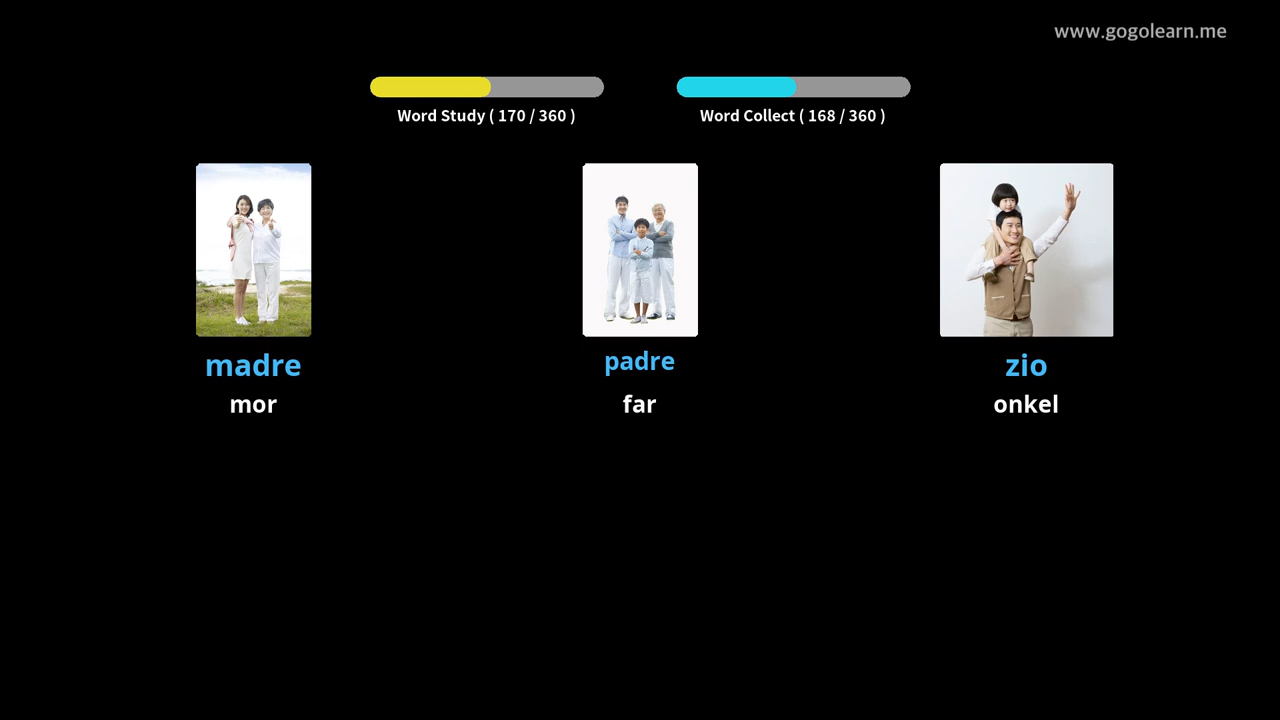 www.gogolearn.me
Word Study ( 170 / 360 )
Word Collect ( 168 / 360 )
madre
padre
zio
mor
far
onkel